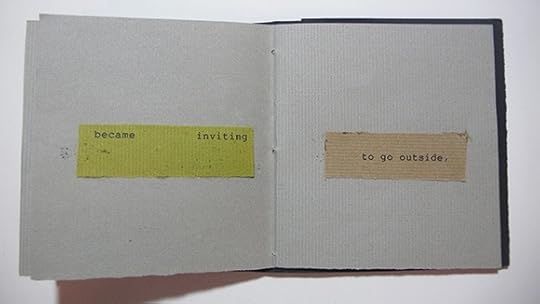 became inviting
to go outside,